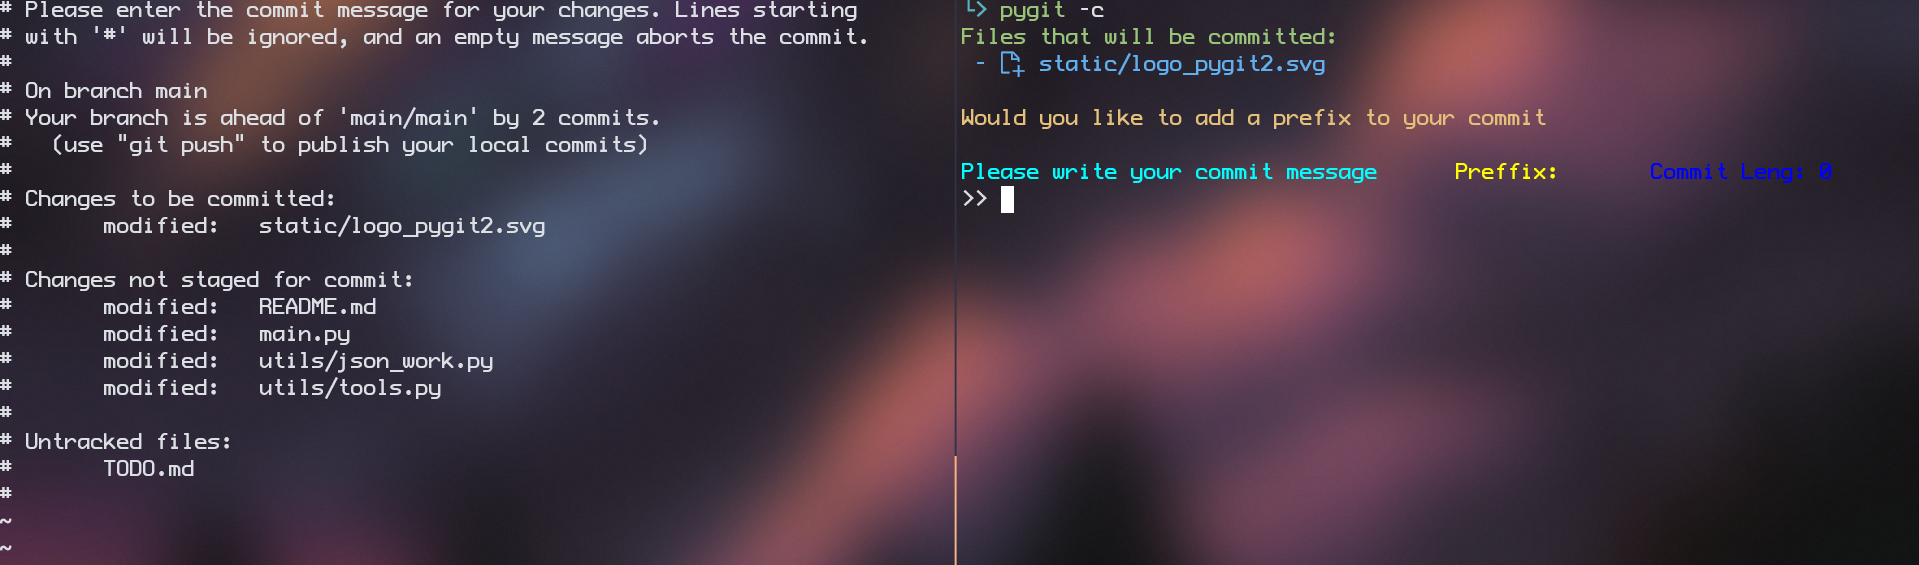 # Please enter the commit message for your changes. Lines starting
# with '#' will be ignored, and an empty message aborts the commit.
#
# On branch main
# Your branch is ahead of 'main/main' by 2 commits.
#   (use "git push" to publish your local commits)
#
# Changes to be committed:
#       modified:   static/logo_pygit2.svg
#
# Changes not staged for commit:
#       modified:   README.md
#       modified:   main.py
#       modified:   utils/json_work.py
#       modified:   utils/tools.py
#
# Untracked files:
#       TODO.md
#
~
~
└> pygit -c
Files that will be committed:
- static/logo_pygit2.svg
Would you like to add a prefix to your commit
Please write your commit message      Preffix:       Commit Leng: 0
>>